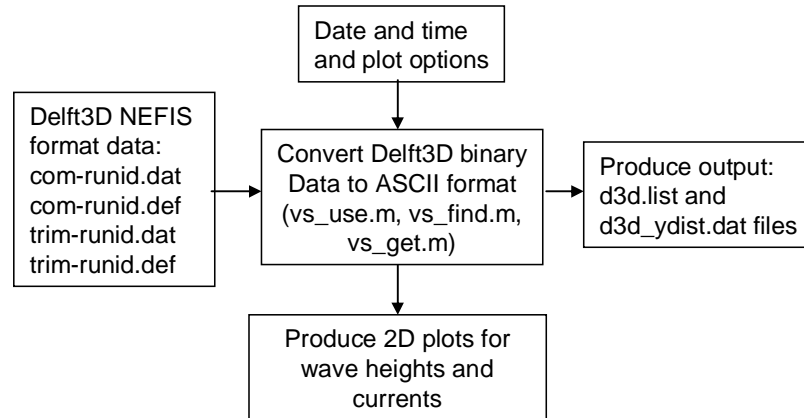 Date and time
and plot options
Delft3D NEFIS
format data:
com-runid.dat
com-runid.def
trim-runid.dat
trim-runid.def
Convert Delft3D binary
Data to ASCII format
(vs_use.m, vs_find.m,
vs_get.m)
Produce output:
d3d.list and
d3d_ydist.dat files
Produce 2D plots for
wave heights and
currents